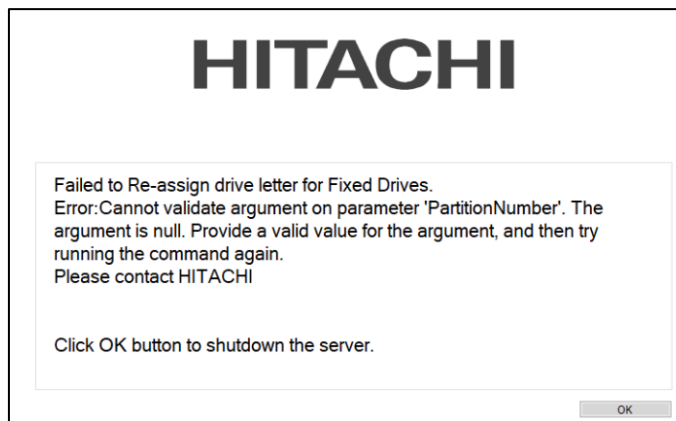 HITACHI
Failed to Re-assign drive letter for Fixed Drives.
Error:Cannot validate argument on parameter 'PartitionNumber'. The
argument is null. Provide a valid value for the argument, and then try
running the command again.
Please contact HITACHI
Click OK button to shutdown the server.
OK